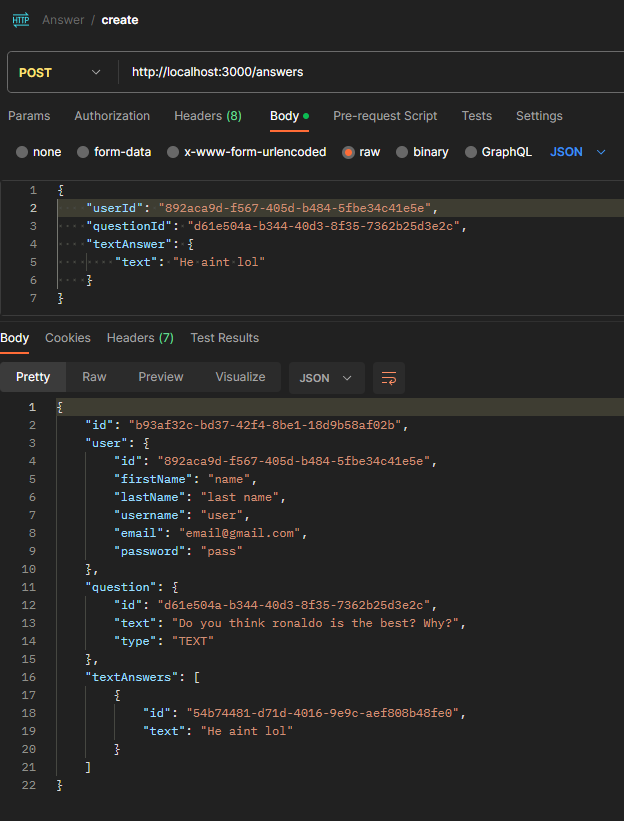 HTTP Answer / create
POST http://localhost:3000/answers
Params Authorization Headers (8) Body Pre-request Script Tests Settings
none form-data x-www-form-urlencoded raw binary GraphQL JSON
1 {
2 "userId": "892aca9d-f567-405d-b484-5fbe34c41e5e",
3 "questionId": "d61e504a-b344-40d3-8f35-7362b25d3e2c",
4 "textAnswer": {
5 "text": "He aint lol"
6 }
7 }
Body Cookies Headers (7) Test Results
Pretty Raw Preview Visualize JSON
1 {
2 "id": "b93af32c-bd37-42f4-8be1-18d9b58af02b",
3 "user": {
4 "id": "892aca9d-f567-405d-b484-5fbe34c41e5e",
5 "firstName": "name",
6 "lastName": "last name",
7 "username": "user",
8 "email": "email@gmail.com",
9 "password": "pass"
10 },
11 "question": {
12 "id": "d61e504a-b344-40d3-8f35-7362b25d3e2c",
13 "text": "Do you think ronaldo is the best? Why?",
14 "type": "TEXT"
15 },
16 "textAnswers": [
17 {
18 "id": "54b74481-d71d-4016-9e9c-aef808b48fe0",
19 "text": "He aint lol"
20 }
21 ]
22 }